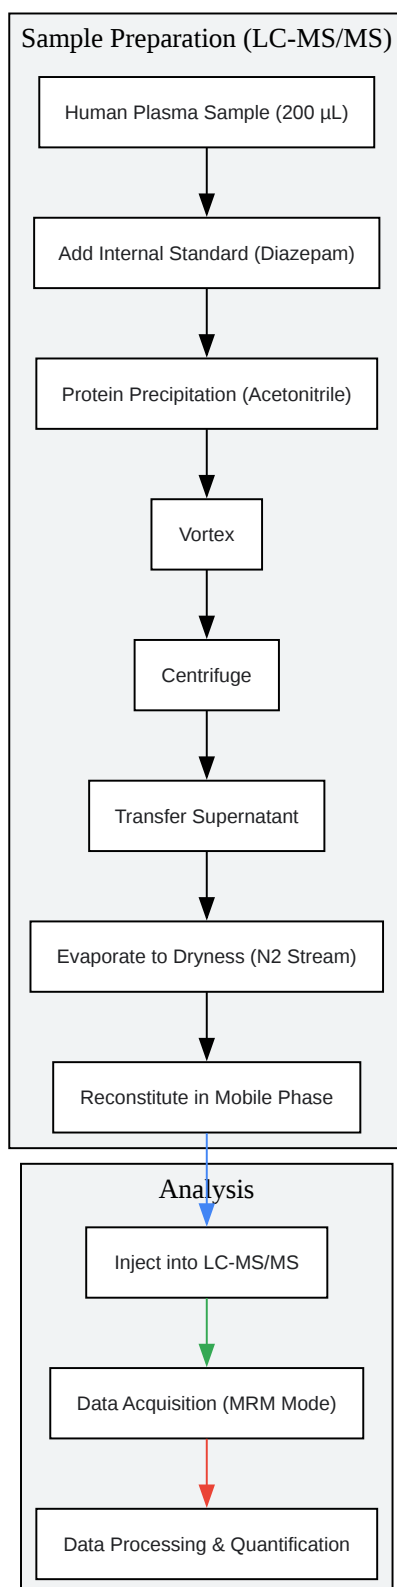 Sample Preparation (LC-MS/MS)
Human Plasma Sample (200 µL)
Add Internal Standard (Diazepam)
Protein Precipitation (Acetonitrile)
Vortex
Centrifuge
Transfer Supernatant
Evaporate to Dryness (N2 Stream)
Reconstitute in Mobile Phase
Analysis
Inject into LC-MS/MS
Data Acquisition (MRM Mode)
Data Processing & Quantification